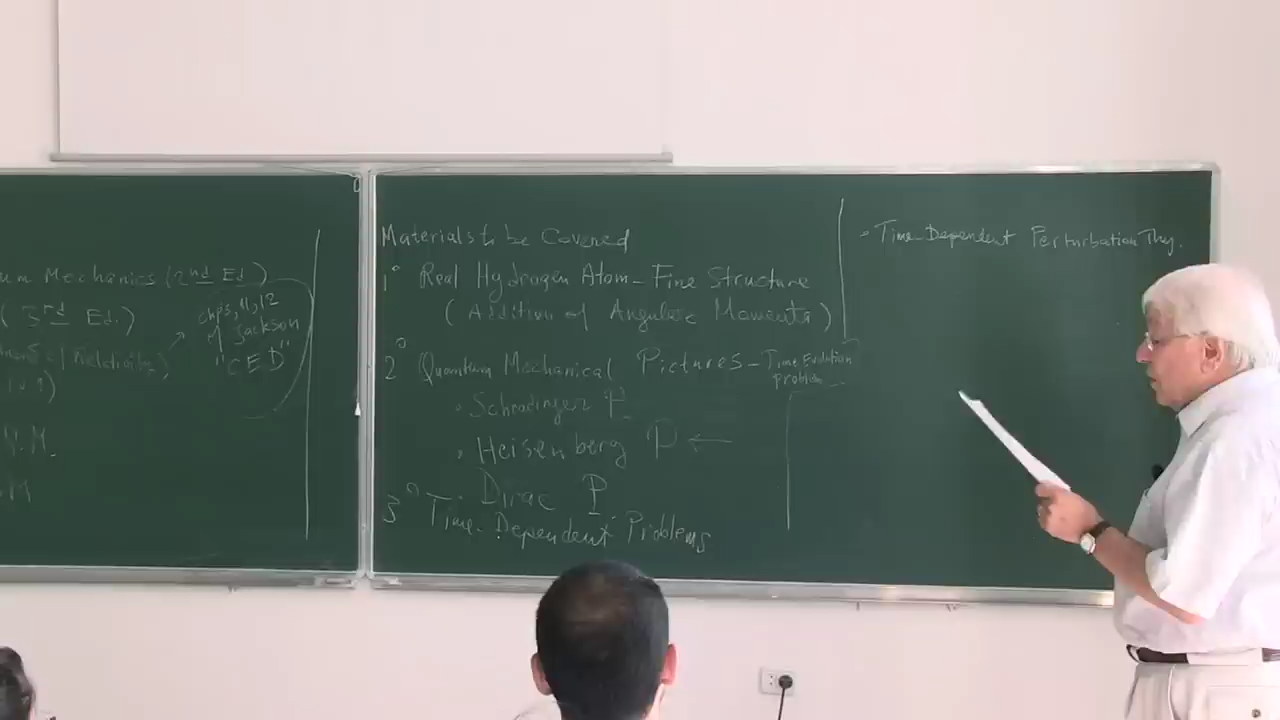 um Mechanics (2nd Ed)
(3rd Ed.)
chps, 11, 12
of Jackson
"CED"
Q.M.
.M
Materials to be Covered
1° Real Hydrogen Atom - Fine Structure
(Addition of Angular Momenta)
2° Quantum Mechanical Pictures - Time Evolution
problem
• Schrodinger P
• Heisenberg P ←
Dirac P
3° Time-Dependent Problems
• Time-Dependent Perturbation Thy.